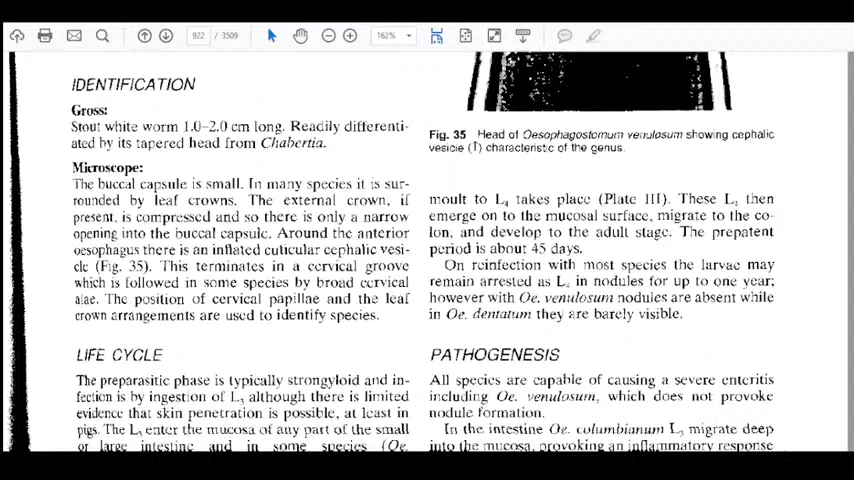 922 / 3509
162%
IDENTIFICATION
Gross:
Stout white worm 1.0–2.0 cm long. Readily differenti-
ated by its tapered head from Chabertia.
Microscope:
The buccal capsule is small. In many species it is sur-
rounded by leaf crowns. The external crown, if
present, is compressed and so there is only a narrow
opening into the buccal capsule. Around the anterior
oesophagus there is an inflated cuticular cephalic vesi-
cle (Fig. 35). This terminates in a cervical groove
which is followed in some species by broad cervical
alae. The position of cervical papillae and the leaf
crown arrangements are used to identify species.
LIFE CYCLE
The preparasitic phase is typically strongyloid and in-
fection is by ingestion of L3 although there is limited
evidence that skin penetration is possible, at least in
pigs. The L3 enter the mucosa of any part of the small
or large intestine and in some species (Oe.
Fig. 35 Head of Oesophagostomum venulosum showing cephalic
vesicle (↑) characteristic of the genus.
moult to L4 takes place (Plate III). These L4 then
emerge on to the mucosal surface, migrate to the co-
lon, and develop to the adult stage. The prepatent
period is about 45 days.
On reinfection with most species the larvae may
remain arrested as L4 in nodules for up to one year;
however with Oe. venulosum nodules are absent while
in Oe. dentatum they are barely visible.
PATHOGENESIS
All species are capable of causing a severe enteritis
including Oe. venulosum, which does not provoke
nodule formation.
In the intestine Oe. columbianum L3 migrate deep
into the mucosa, provoking an inflammatory response